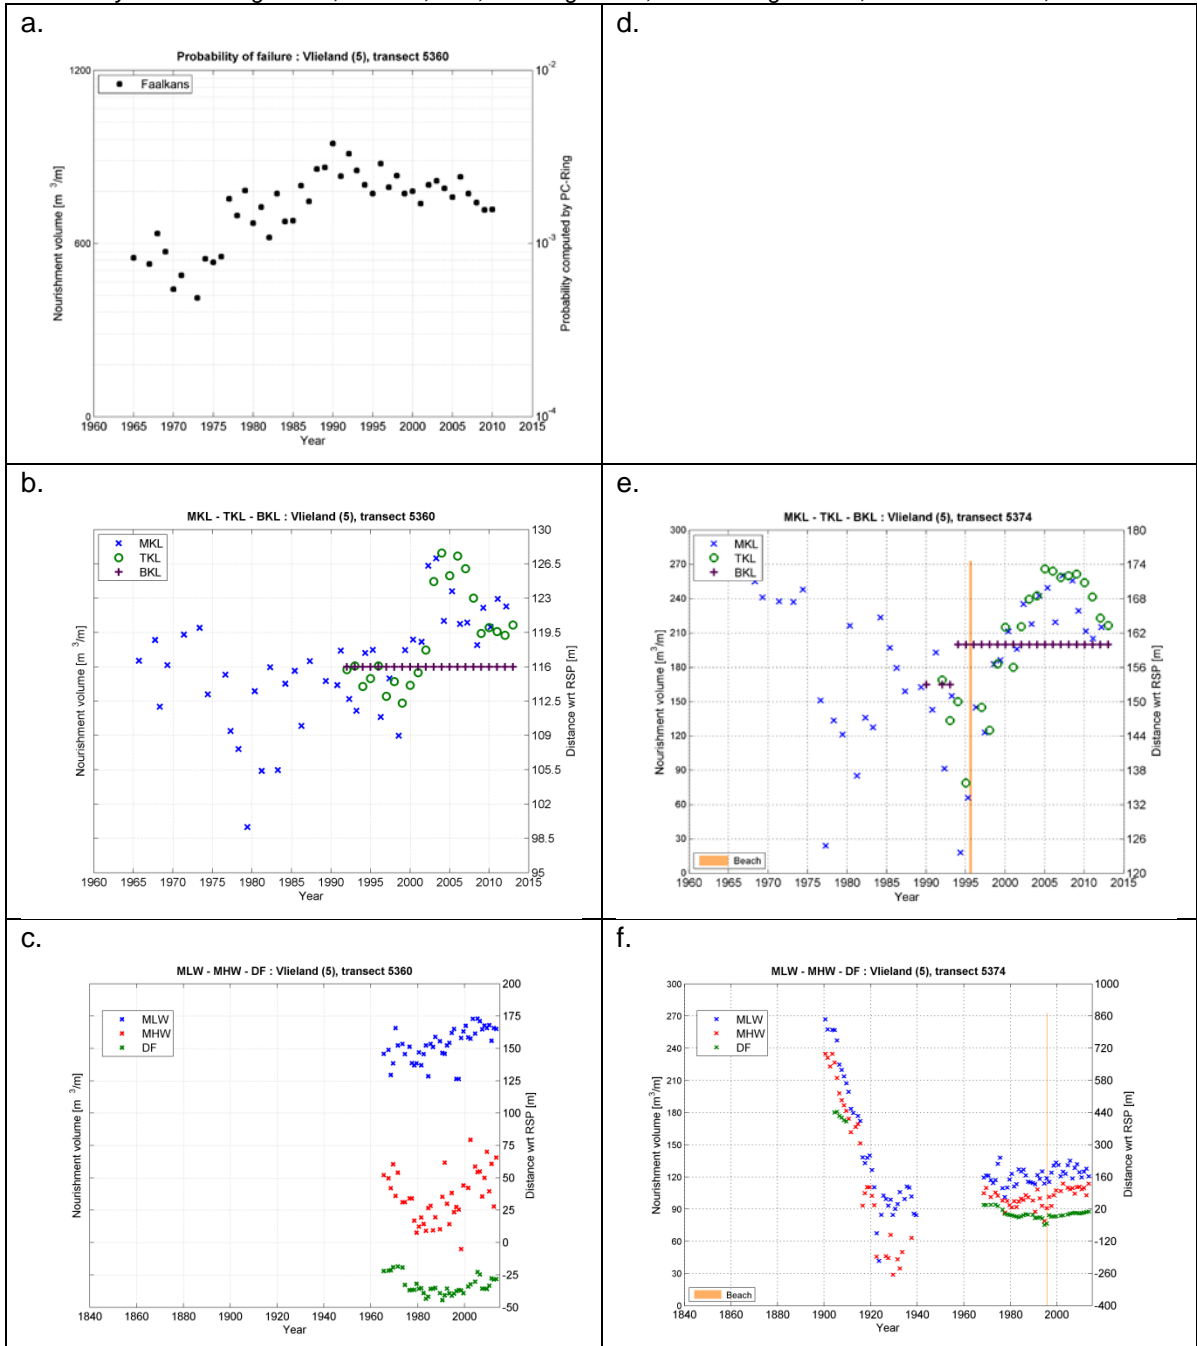 a.
Probability of failure : Vlieland (5), transect 5360
Faalkans
1200
600
0
Nourishment volume [m ³/m]
10⁻²
10⁻³
10⁻⁴
Probability computed by PC-Ring
1960 1965 1970 1975 1980 1985 1990 1995 2000 2005 2010 2015
Year
d.
b.
MKL - TKL - BKL : Vlieland (5), transect 5360
MKL
TKL
BKL
Nourishment volume [m ³/m]
130
126.5
123
119.5
116
112.5
109
105.5
102
98.5
95
Distance wrt RSP [m]
1960 1965 1970 1975 1980 1985 1990 1995 2000 2005 2010 2015
Year
e.
MKL - TKL - BKL : Vlieland (5), transect 5374
MKL
TKL
BKL
300
270
240
210
180
150
120
90
60
30
0
Nourishment volume [m ³/m]
180
174
168
162
156
150
144
138
132
126
120
Distance wrt RSP [m]
Beach
1960 1965 1970 1975 1980 1985 1990 1995 2000 2005 2010 2015
Year
c.
MLW - MHW - DF : Vlieland (5), transect 5360
MLW
MHW
DF
Nourishment volume [m ³/m]
200
175
150
125
100
75
50
25
0
-25
-50
Distance wrt RSP [m]
1840 1860 1880 1900 1920 1940 1960 1980 2000
Year
f.
MLW - MHW - DF : Vlieland (5), transect 5374
MLW
MHW
DF
300
270
240
210
180
150
120
90
60
30
0
Nourishment volume [m ³/m]
1000
860
720
580
440
300
160
20
-120
-260
-400
Distance wrt RSP [m]
Beach
1840 1860 1880 1900 1920 1940 1960 1980 2000
Year